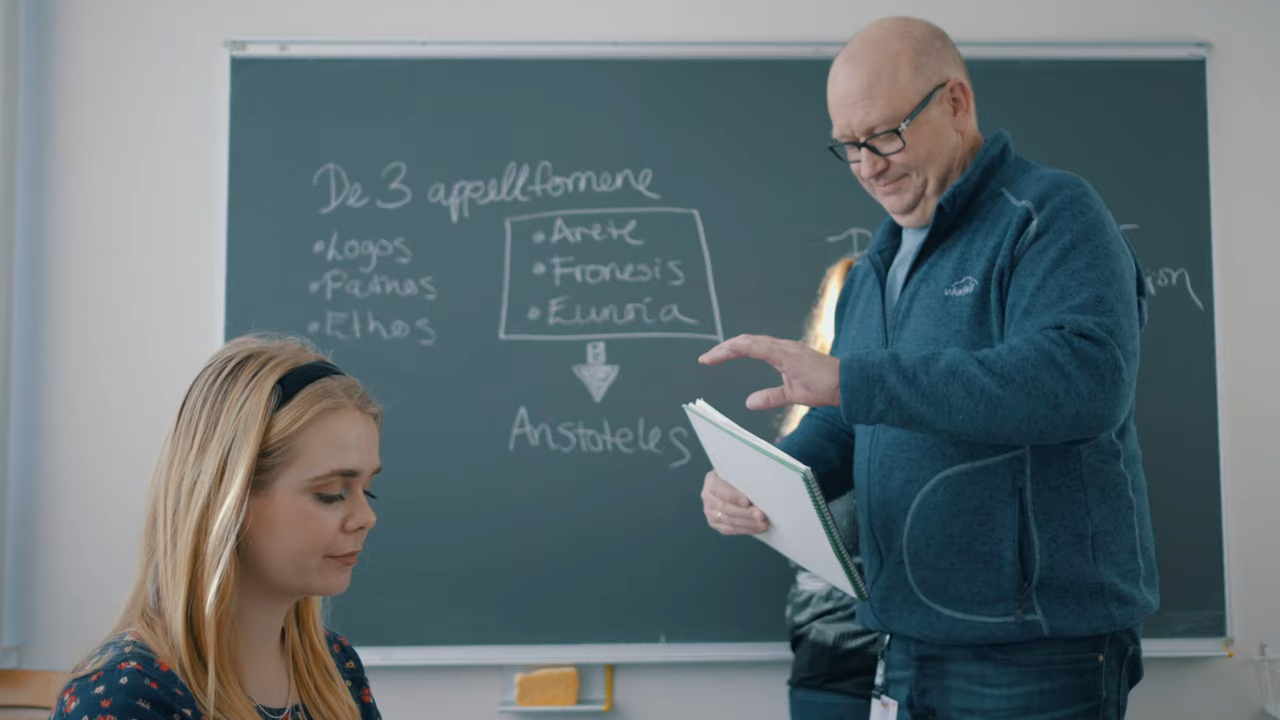 De 3 appellformene
• Logos
• Pathos
• Ethos
• Arete
• Fronesis
• Eunoia
Aristoteles